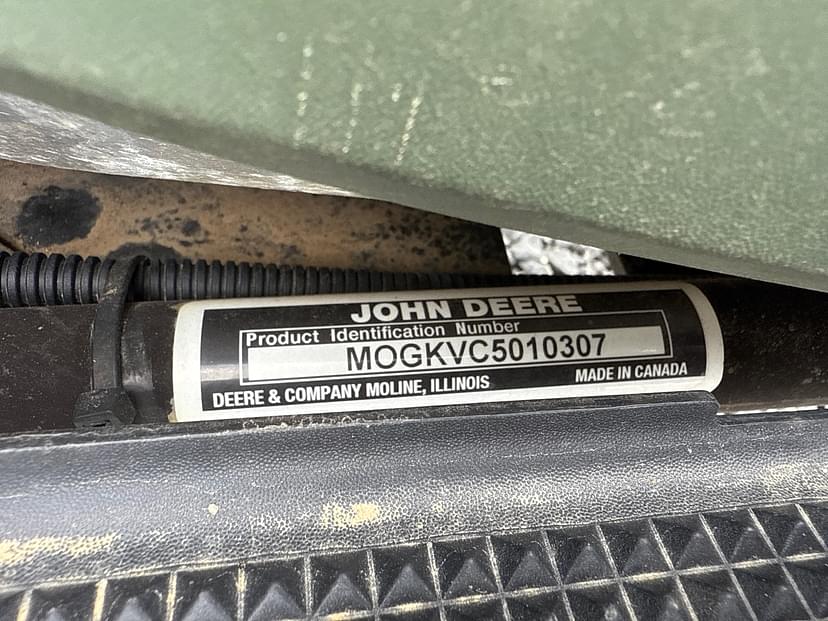 JOHN DEERE
Product Identification Number
MOGKVC5010307
DEERE & COMPANY MOLINE, ILLINOIS
MADE IN CANADA